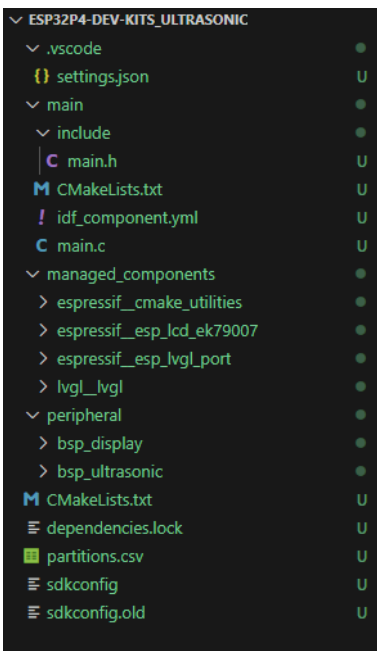 ESP32P4-DEV-KITS_ULTRASONIC
.vscode
{} settings.json U
main
include
C main.h U
M CMakeLists.txt U
! idf_component.yml U
C main.c U
managed_components
espressif__cmake_utilities
espressif__esp_lcd_ek79007
espressif__esp_lvgl_port
lvgl__lvgl
peripheral
bsp_display
bsp_ultrasonic
M CMakeLists.txt U
dependencies.lock U
partitions.csv U
sdkconfig U
sdkconfig.old U